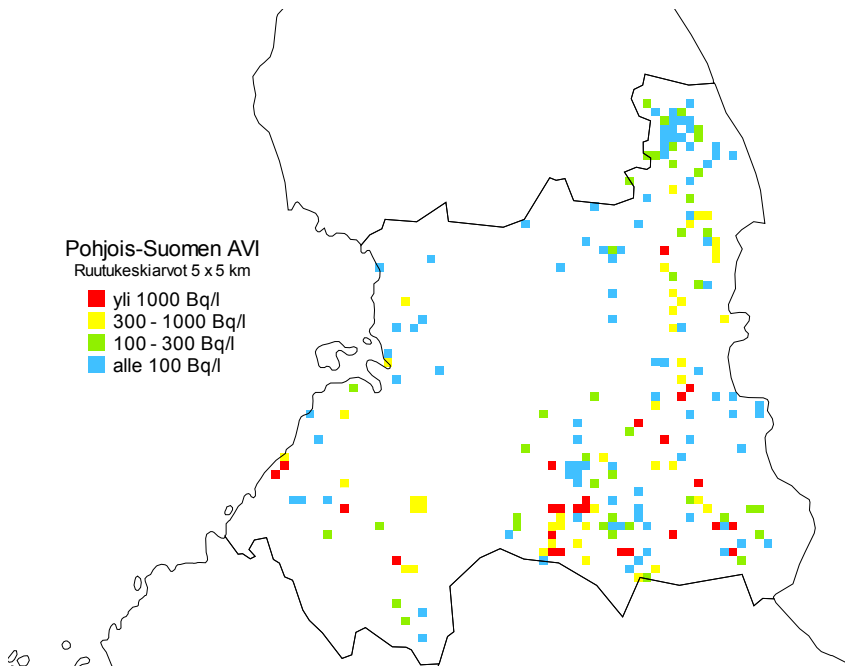 Pohjois-Suomen AVI
Ruutukeskiarvot 5 x 5 km
yli 1000 Bq/l
300 - 1000 Bq/l
100 - 300 Bq/l
alle 100 Bq/l